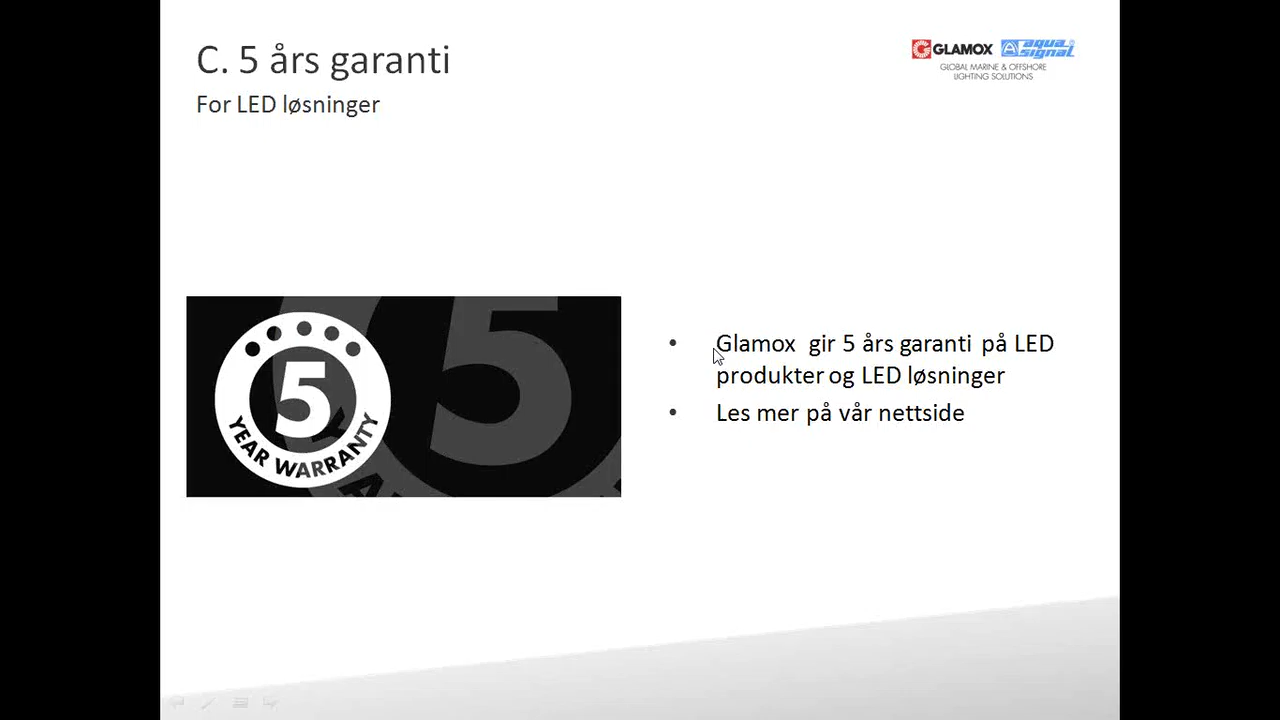 C. 5 års garanti
For LED løsninger
GLAMOX aqua signal
GLOBAL MARINE & OFFSHORE
LIGHTING SOLUTIONS
5
YEAR WARRANTY
5
• Glamox gir 5 års garanti på LED
produkter og LED løsninger
• Les mer på vår nettside